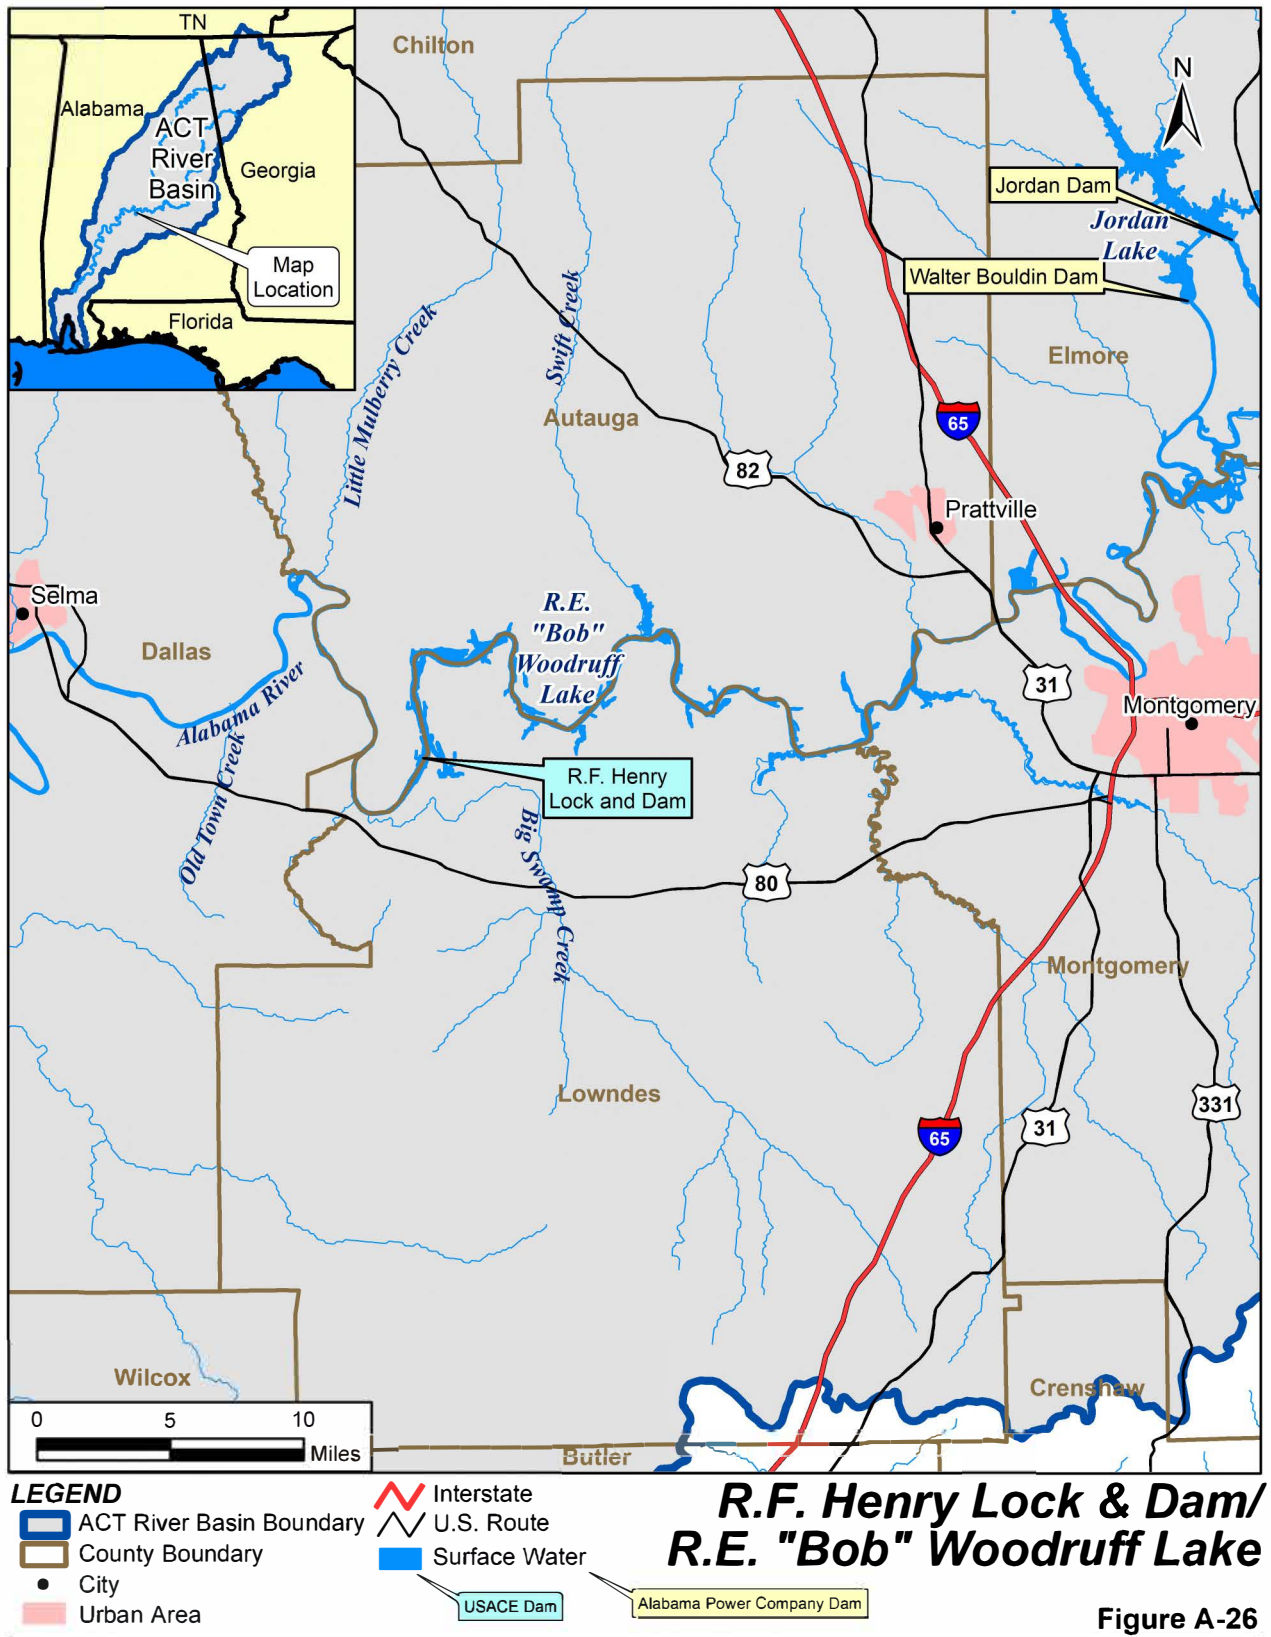 TN
Alabama
ACT
River
Basin
Georgia
Map
Location
Florida
Chilton
N
Jordan Dam
Jordan
Lake
Walter Bouldin Dam
Elmore
Little Mulberry Creek
Swift Creek
Autauga
65
82
Prattville
Selma
R.E.
"Bob"
Woodruff
Lake
Dallas
Alabama River
31
Montgomery
R.F. Henry
Lock and Dam
Old Town Creek
Big Swamp Creek
80
Montgomery
Lowndes
331
31
65
Wilcox
Crenshaw
Butler
0 5 10
Miles
LEGEND
ACT River Basin Boundary
County Boundary
City
Urban Area
Interstate
U.S. Route
Surface Water
USACE Dam
Alabama Power Company Dam
R.F. Henry Lock & Dam/
R.E. "Bob" Woodruff Lake
Figure A-26